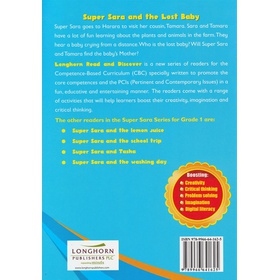 Super Sara and the Lost Baby
Super Sara goes to Harara to visit her cousin, Tamara. Sara and Tamara
have a lot of fun learning about the plants and animals in the farm. They
hear a baby crying from a distance. Who is the lost baby? Will Super Sara
and Tamara find the baby's Mother?
Longhorn Read and Discover is a new series of readers for the
Competence-Based Curriculum (CBC) specially written to promote the
core competences and the PCIs (Pertinent and Contemporary Issues) in a
fun, educative and entertaining manner. The readers come with a range
of activities that will help learners boost their creativity, imagination and
critical thinking.
The other readers in the Super Sara Series for Grade 1 are:
Super Sara and the lemon juice
Super Sara and the school trip
Super Sara and Tasha
Super Sara and the washing day
Boosting:
Creativity
Critical thinking
Problem solving
Imagination
Digital literacy
LONGHORN
PUBLISHERS PLC